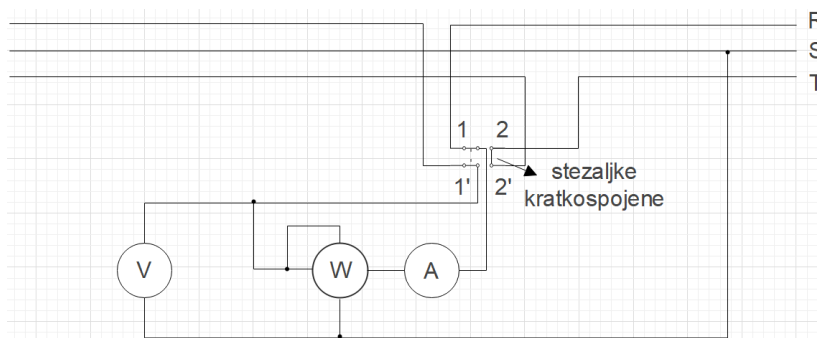 R
S
T
1 2
1' 2'
stezaljke
kratkospojene
V W A